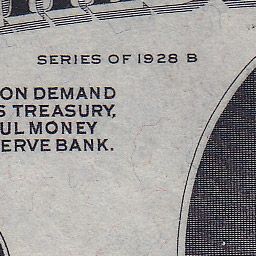 SERIES OF 1928 B
ON DEMAND
S TREASURY,
UL MONEY
ERVE BANK.